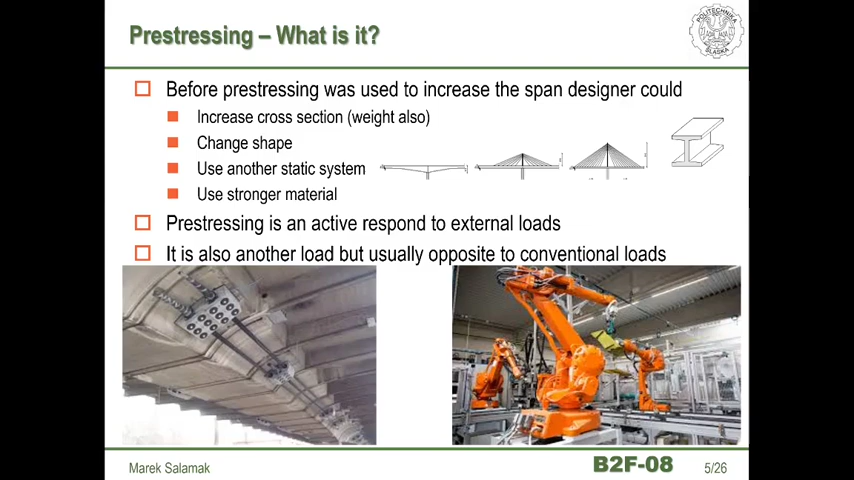 Prestressing – What is it?
POLITECHNIKA
ŚLĄSKA
Before prestressing was used to increase the span designer could
Increase cross section (weight also)
Change shape
Use another static system
Use stronger material
Prestressing is an active respond to external loads
It is also another load but usually opposite to conventional loads
Marek Salamak
B2F-08
5/26